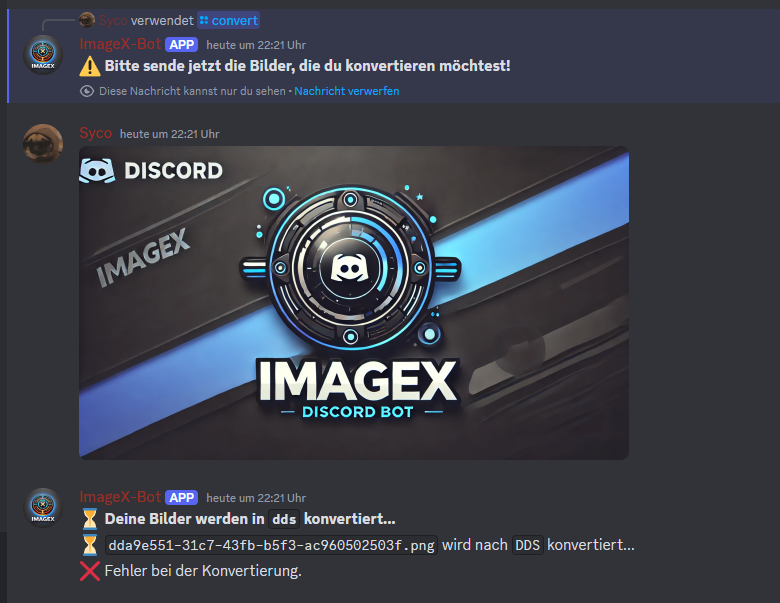 Syco verwendet convert
ImageX-Bot APP heute um 22:21 Uhr
⚠️ Bitte sende jetzt die Bilder, die du konvertieren möchtest!
Diese Nachricht kannst nur du sehen • Nachricht verwerfen
Syco heute um 22:21 Uhr
DISCORD
IMAGEX
IMAGEX
DISCORD BOT
IMAGEX
ImageX-Bot APP heute um 22:21 Uhr
⏳ Deine Bilder werden in dds konvertiert...
⏳ dda9e551-31c7-43fb-b5f3-ac960502503f.png wird nach DDS konvertiert...
❌ Fehler bei der Konvertierung.
IMAGEX